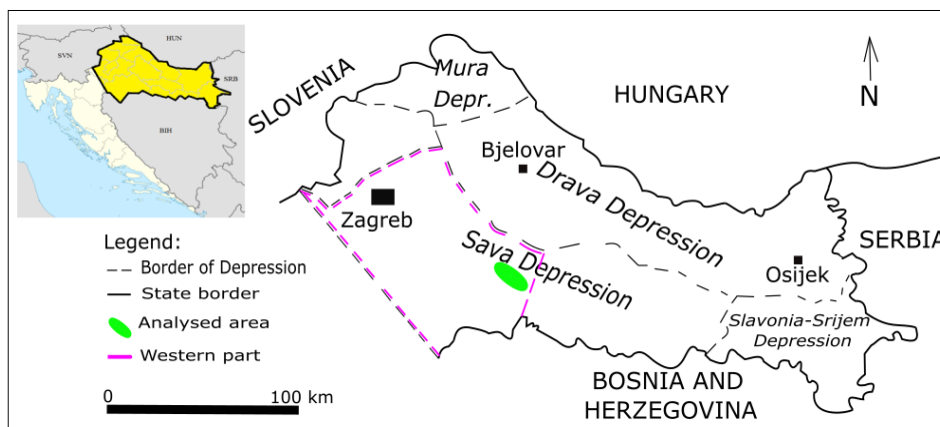 HUN
SVN
SRB
BIH
SLOVENIA
Mura
Depr.
HUNGARY
N
Bjelovar
Drava Depression
Zagreb
Sava Depression
SERBIA
Osijek
Slavonia-Srijem
Depression
BOSNIA AND
HERZEGOVINA
Legend:
Border of Depression
State border
Analysed area
Western part
0
100 km